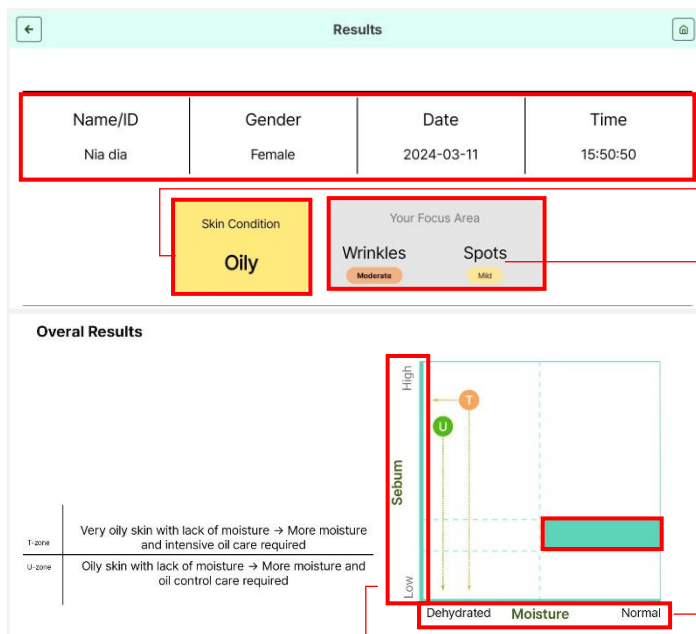 Results
Name/ID Gender Date Time
Nia dia Female 2024-03-11 15:50:50
Skin Condition
Oily
Your Focus Area
Wrinkles Spots
Moderate Mild
Overal Results
High
T
U
Sebum
Low
T-zone
Very oily skin with lack of moisture → More moisture
and intensive oil care required
U-zone
Oily skin with lack of moisture → More moisture and
oil control care required
Dehydrated Moisture Normal